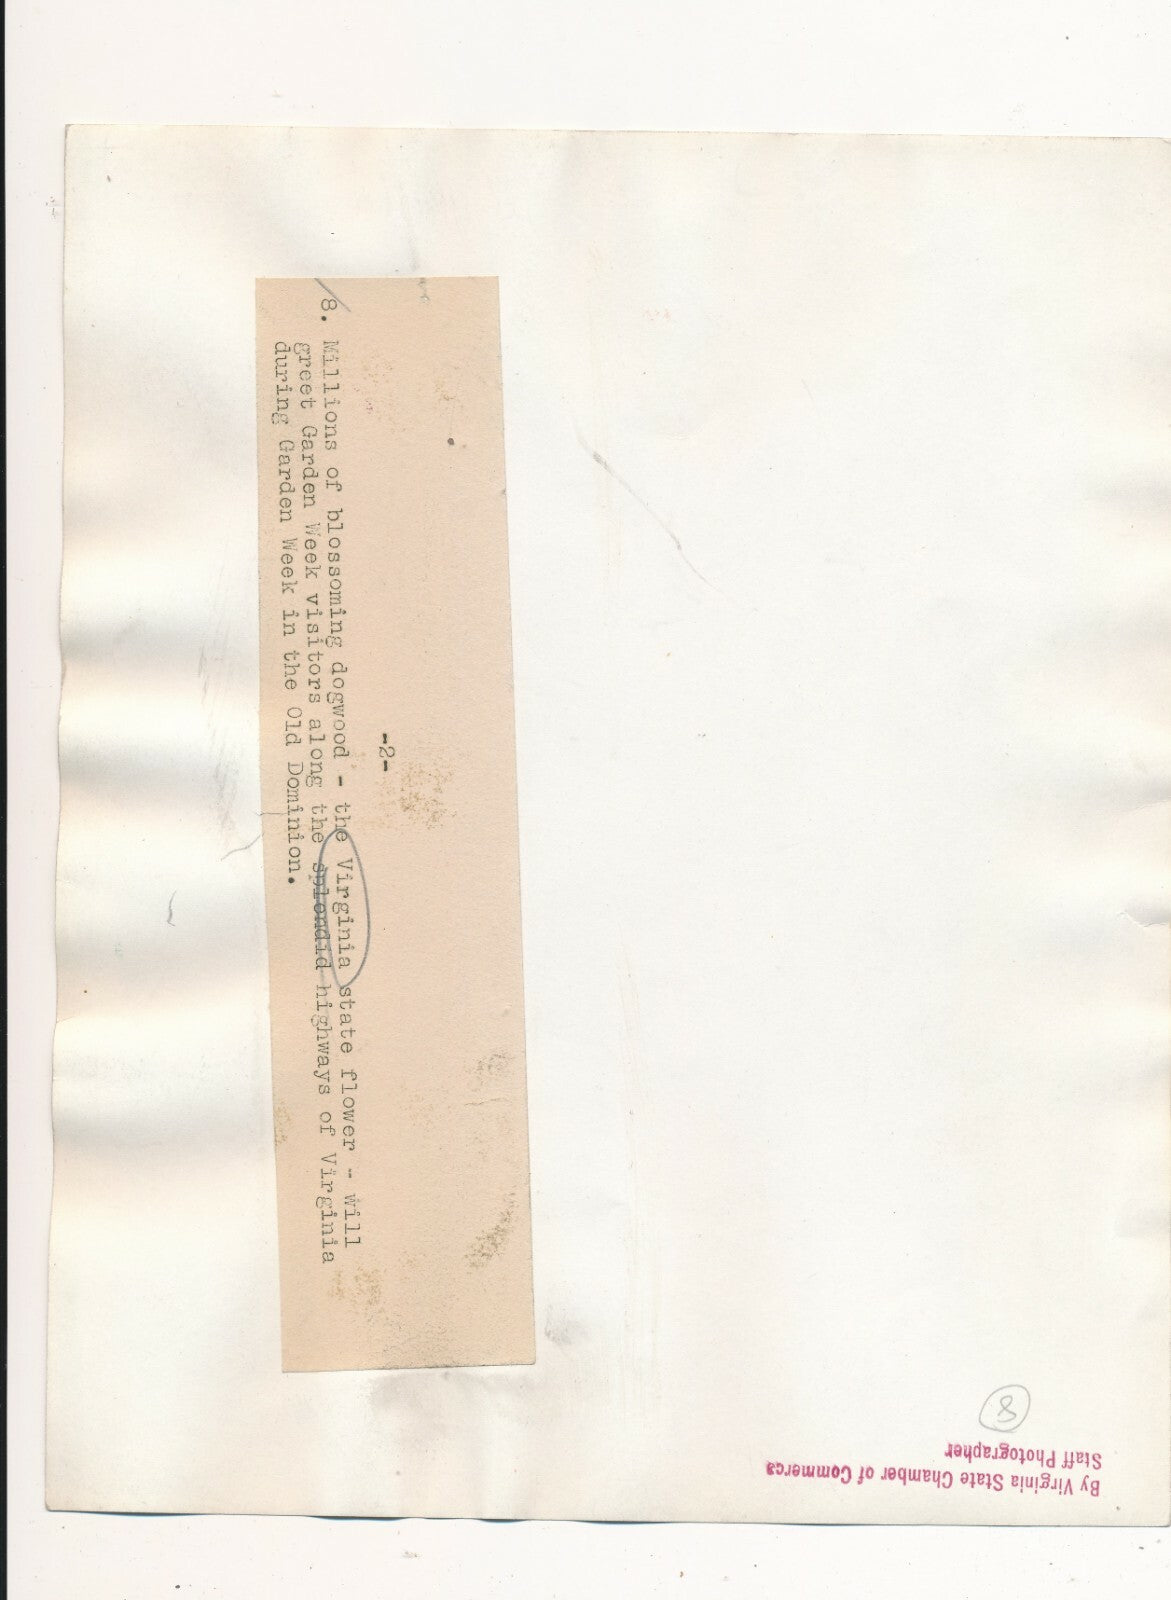 -2-
8. Millions of blossoming dogwood - the Virginia state flower - will
greet Garden Week visitors along the splendid highways of Virginia
during Garden Week in the Old Dominion.
8
By Virginia State Chamber of Commerce
Staff Photographer